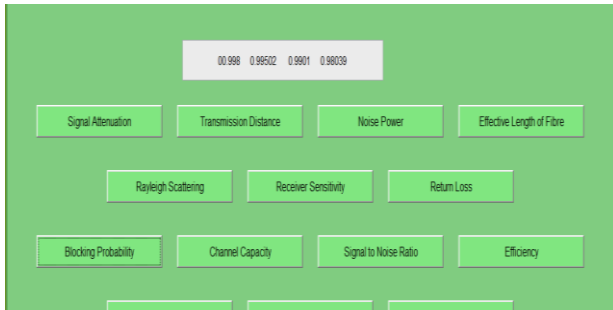 00.998 0.99502 0.9901 0.98039
Signal Attenuation Transmission Distance Noise Power Effective Length of Fibre
Rayleigh Scattering Receiver Sensitivity Return Loss
Blocking Probability Channel Capacity Signal to Noise Ratio Efficiency